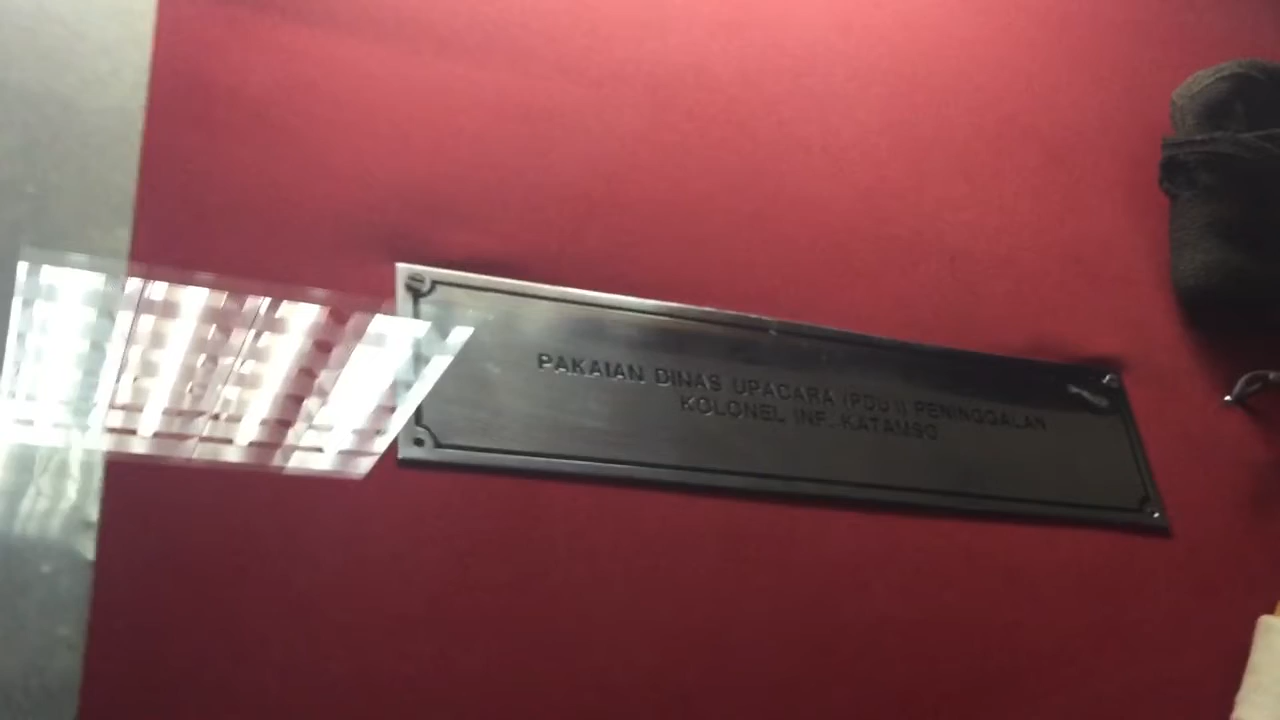 PAKAIAN DINAS UPACARA (PDU I) PENINGGALAN
KOLONEL INF. KATAMSO